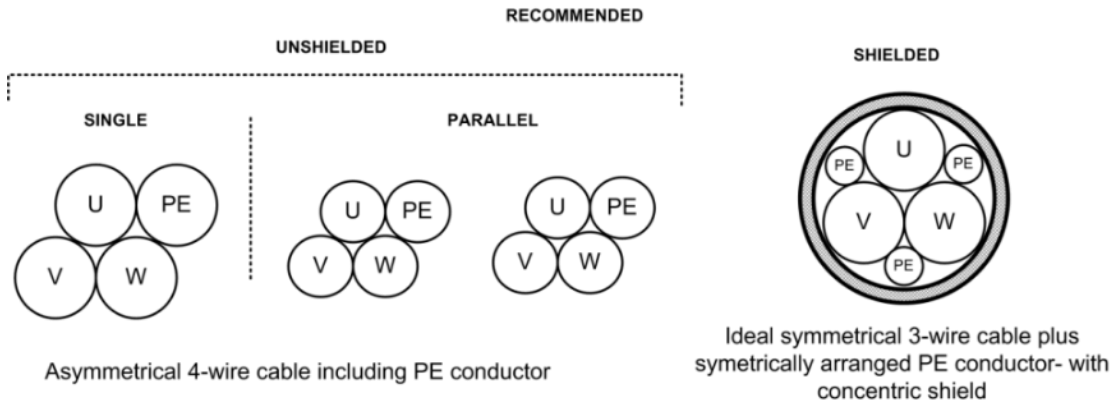 RECOMMENDED
UNSHIELDED
SHIELDED
SINGLE
PARALLEL
U PE
V W
U PE
V W
U PE
V W
U
PE PE
V W
PE
Asymmetrical 4-wire cable including PE conductor
Ideal symmetrical 3-wire cable plus
symetrically arranged PE conductor- with
concentric shield